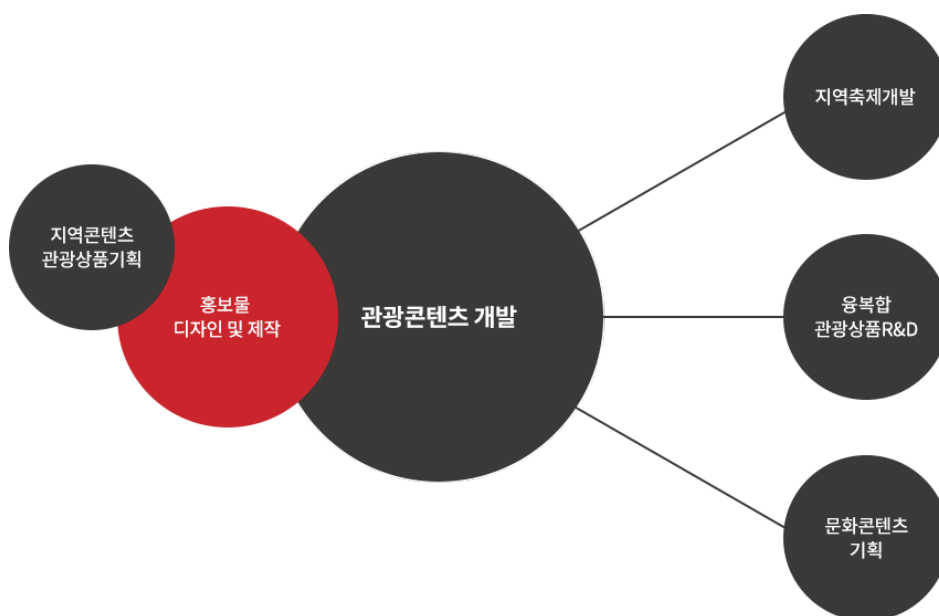 지역콘텐츠
관광상품기획
홍보물
디자인 및 제작
관광콘텐츠 개발
지역축제개발
융복합
관광상품R&D
문화콘텐츠
기획